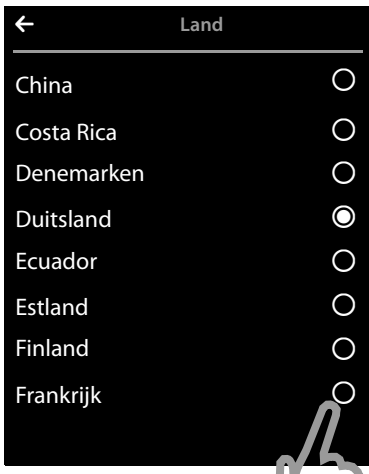 Land
China
Costa Rica
Denemarken
Duitsland
Ecuador
Estland
Finland
Frankrijk